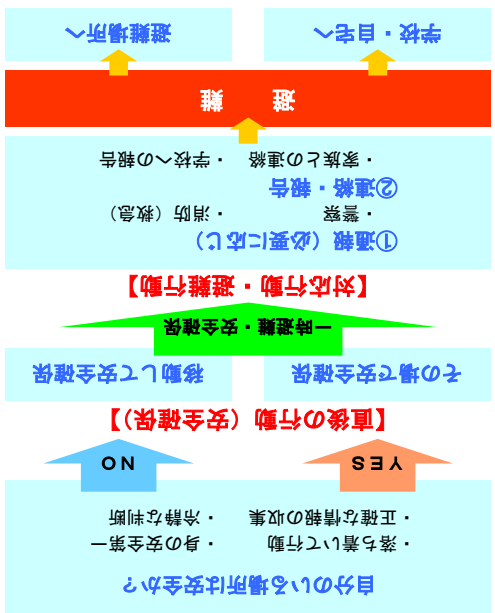 自分のいる場所は安全か？
・落ち着いて行動　・身の安全第一
・正確な情報の収集　・冷静な判断
ＹＥＳ　ＮＯ
【直後の行動（安全確保）】
その場で安全確保　移動して安全確保
一時避難・安全確保
【対応行動・避難行動】
①通報（必要に応じ）
・警察　・消防（救急）
②連絡・報告
・家族との連絡　・学校への報告
避　難
学校・自宅へ　避難場所へ